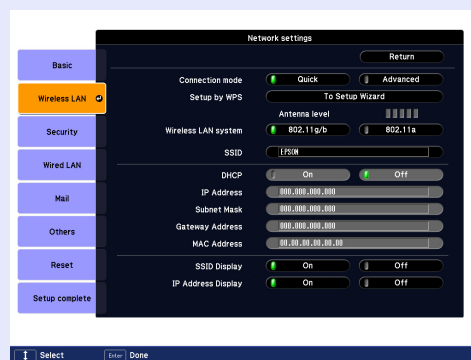 Network settings
Return
Basic
Connection mode Quick Advanced
Wireless LAN
Setup by WPS To Setup Wizard
Antenna level
Security
Wireless LAN system 802.11g/b 802.11a
SSID EPSON
Wired LAN
DHCP On Off
IP Address 000.000.000.000
Mail
Subnet Mask 000.000.000.000
Gateway Address 000.000.000.000
Others
MAC Address 00.00.00.00.00.00
Reset
SSID Display On Off
IP Address Display On Off
Setup complete
Select Enter Done